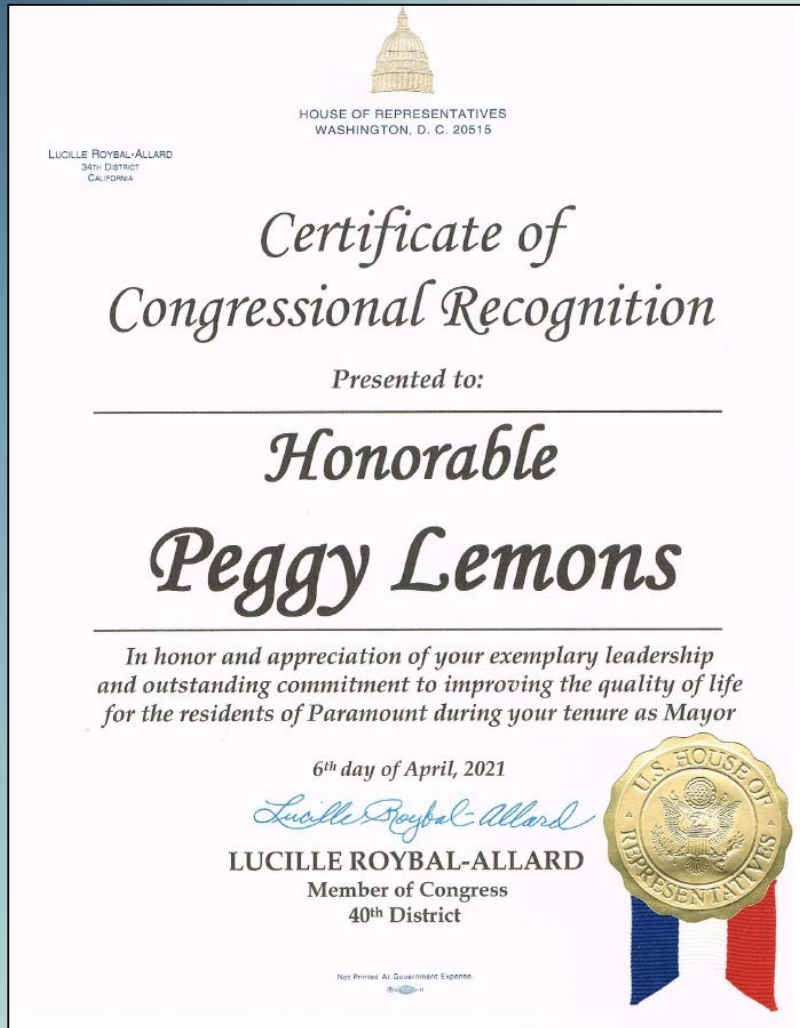 HOUSE OF REPRESENTATIVES
WASHINGTON, D. C. 20515
LUCILLE ROYBAL-ALLARD
34TH DISTRICT
CALIFORNIA
Certificate of
Congressional Recognition
Presented to:
Honorable
Peggy Lemons
In honor and appreciation of your exemplary leadership
and outstanding commitment to improving the quality of life
for the residents of Paramount during your tenure as Mayor
6th day of April, 2021
Lucille Roybal-Allard
LUCILLE ROYBAL-ALLARD
Member of Congress
40th District
U.S. HOUSE OF
REPRESENTATIVES
Not Printed At Government Expense.